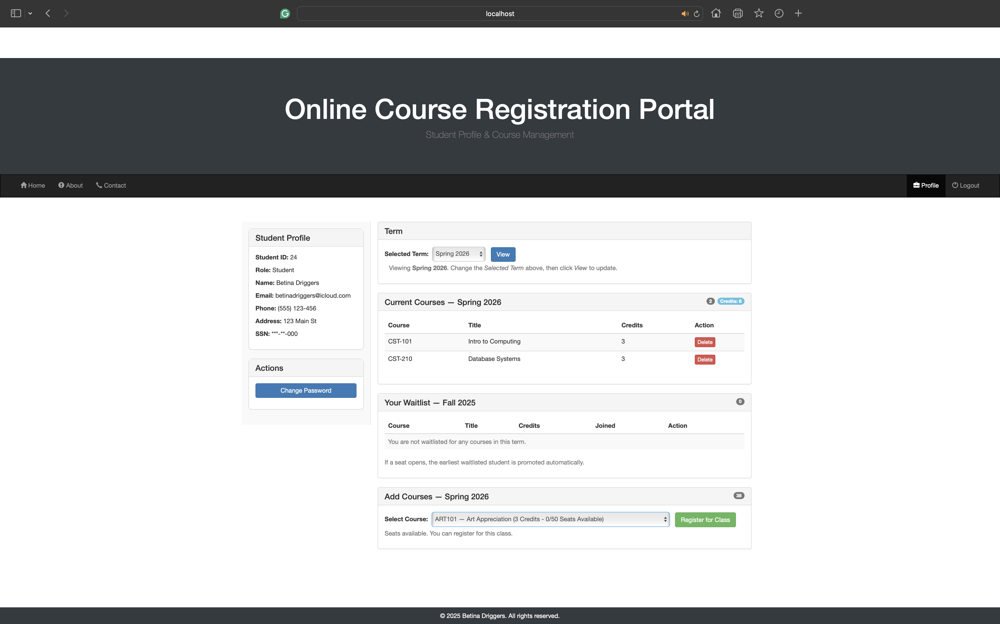 localhost
Online Course Registration Portal
Student Profile & Course Management
Home About Contact Profile Logout
Student Profile
Student ID: 24
Role: Student
Name: Betina Driggers
Email: betinadriggers@icloud.com
Phone: (555) 123-456
Address: 123 Main St
SSN: ***-**-000
Actions
Change Password
Term
Selected Term: Spring 2026 View
Viewing Spring 2026. Change the Selected Term above, then click View to update.
Current Courses — Spring 2026 2 Credits: 6
Course Title Credits Action
CST-101 Intro to Computing 3 Delete
CST-210 Database Systems 3 Delete
Your Waitlist — Fall 2025 0
Course Title Credits Joined Action
You are not waitlisted for any courses in this term.
If a seat opens, the earliest waitlisted student is promoted automatically.
Add Courses — Spring 2026 38
Select Course: ART101 — Art Appreciation (3 Credits - 0/50 Seats Available) Register for Class
Seats available. You can register for this class.
© 2025 Betina Driggers. All rights reserved.